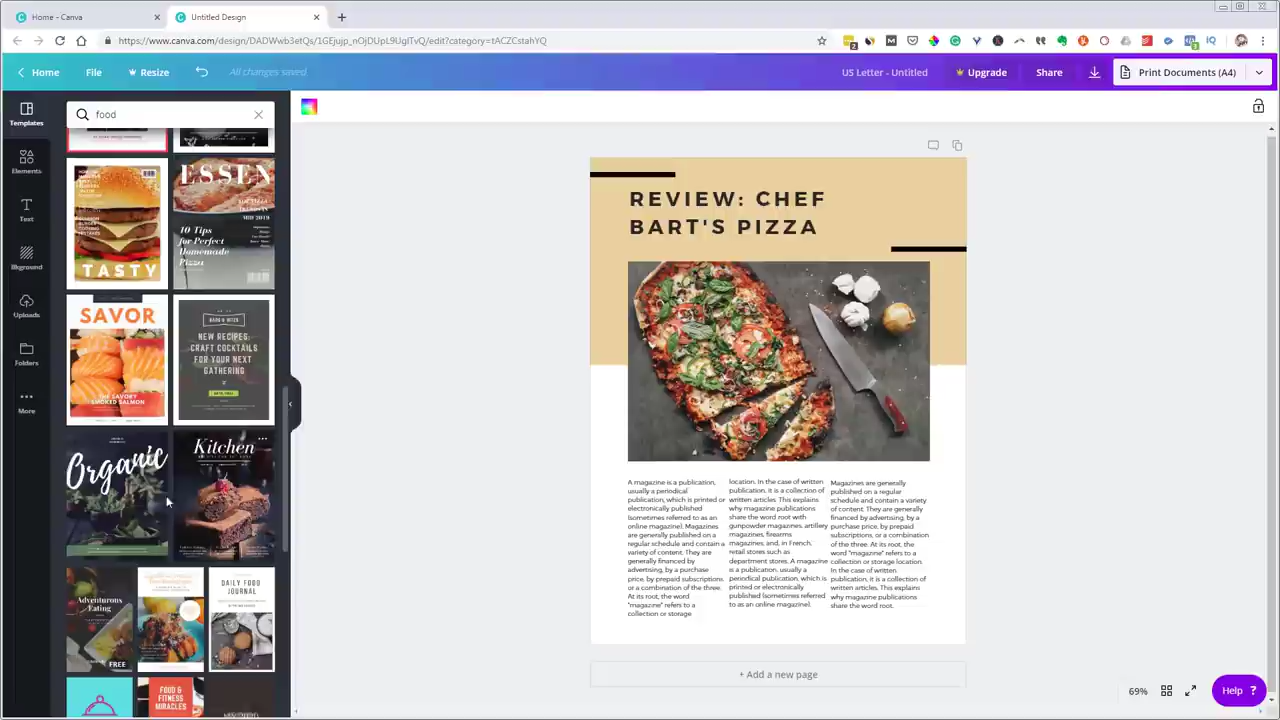 Home - Canva
Untitled Design
https://www.canva.com/design/DADWwb3etQs/1GEjujp_nOjDUpL9UglTvQ/edit?category=tACZCstahYQ
Home
File
Resize
All changes saved
US Letter - Untitled
Upgrade
Share
Print Documents (A4)
Templates
Elements
Text
Bkground
Uploads
Folders
More
food
TASTY
ESSEN
MID 2019
10 Tips
for Perfect
Homemade
Pizza
SAVOR
THE SAVORY
SMOKED SALMON
NEW RECIPES:
CRAFT COCKTAILS
FOR YOUR NEXT
GATHERING
Organic
Kitchen
Adventurous
Eating
FREE
DAILY FOOD
JOURNAL
FOOD &
FITNESS
MIRACLES
REVIEW: CHEF
BART'S PIZZA
A magazine is a publication,
usually a periodical
publication, which is printed or
electronically published
(sometimes referred to as an
online magazine). Magazines
are generally published on a
regular schedule and contain a
variety of content. They are
generally financed by
advertising, by a purchase
price, by prepaid subscriptions,
or a combination of the three.
At its root, the word
"magazine" refers to a
collection or storage
location. In the case of written
publication, it is a collection of
written articles. This explains
why magazine publications
share the word root with
gunpowder magazines, artillery
magazines, firearms
magazines, and, in French,
retail stores such as
department stores. A magazine
is a publication, usually a
periodical publication, which is
printed or electronically
published (sometimes referred
to as an online magazine).
Magazines are generally
published on a regular
schedule and contain a variety
of content. They are generally
financed by advertising, by a
purchase price, by prepaid
subscriptions, or a combination
of the three. At its root, the
word "magazine" refers to a
collection or storage location.
In the case of written
publication, it is a collection of
written articles. This explains
why magazine publications
share the word root.
+ Add a new page
69%
Help ?